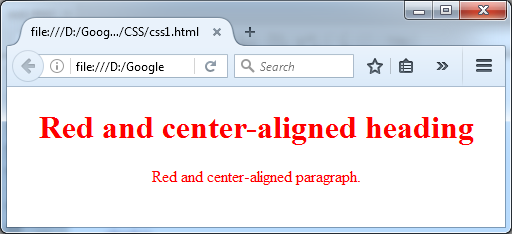 file:///D:/Goog.../CSS/css1.html
file:///D:/Google
Search
Red and center-aligned heading
Red and center-aligned paragraph.